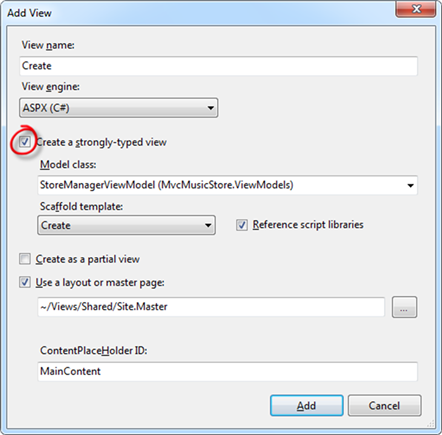 Add View
View name:
Create
View engine:
ASPX (C#)
Create a strongly-typed view
Model class:
StoreManagerViewModel (MvcMusicStore.ViewModels)
Scaffold template:
Create
Reference script libraries
Create as a partial view
Use a layout or master page:
~/Views/Shared/Site.Master
...
ContentPlaceHolder ID:
MainContent
Add
Cancel